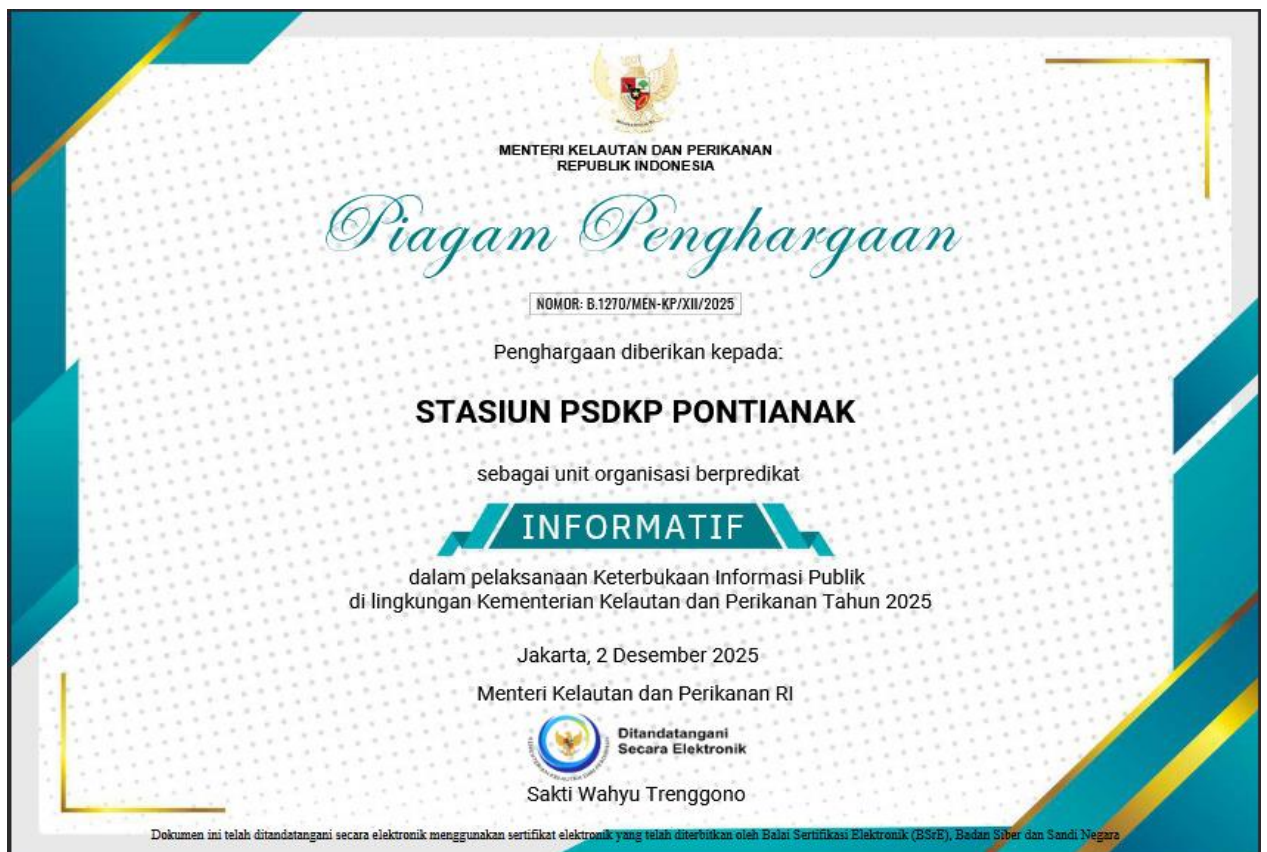 MENTERI KELAUTAN DAN PERIKANAN
REPUBLIK INDONESIA
Piagam Penghargaan
NOMOR: B.1270/MEN-KP/XII/2025
Penghargaan diberikan kepada:
STASIUN PSDKP PONTIANAK
sebagai unit organisasi berpredikat
INFORMATIF
dalam pelaksanaan Keterbukaan Informasi Publik
di lingkungan Kementerian Kelautan dan Perikanan Tahun 2025
Jakarta, 2 Desember 2025
Menteri Kelautan dan Perikanan RI
Ditandatangani
Secara Elektronik
Sakti Wahyu Trenggono
Dokumen ini telah ditandatangani secara elektronik menggunakan sertifikat elektronik yang telah diterbitkan oleh Balai Sertifikasi Elektronik (BSrE), Badan Siber dan Sandi Negara